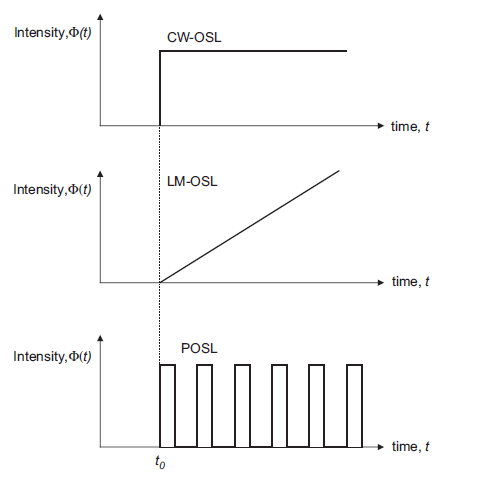 Intensity,Φ(t)
CW-OSL
time, t
Intensity,Φ(t)
LM-OSL
time, t
Intensity,Φ(t)
POSL
time, t
t0